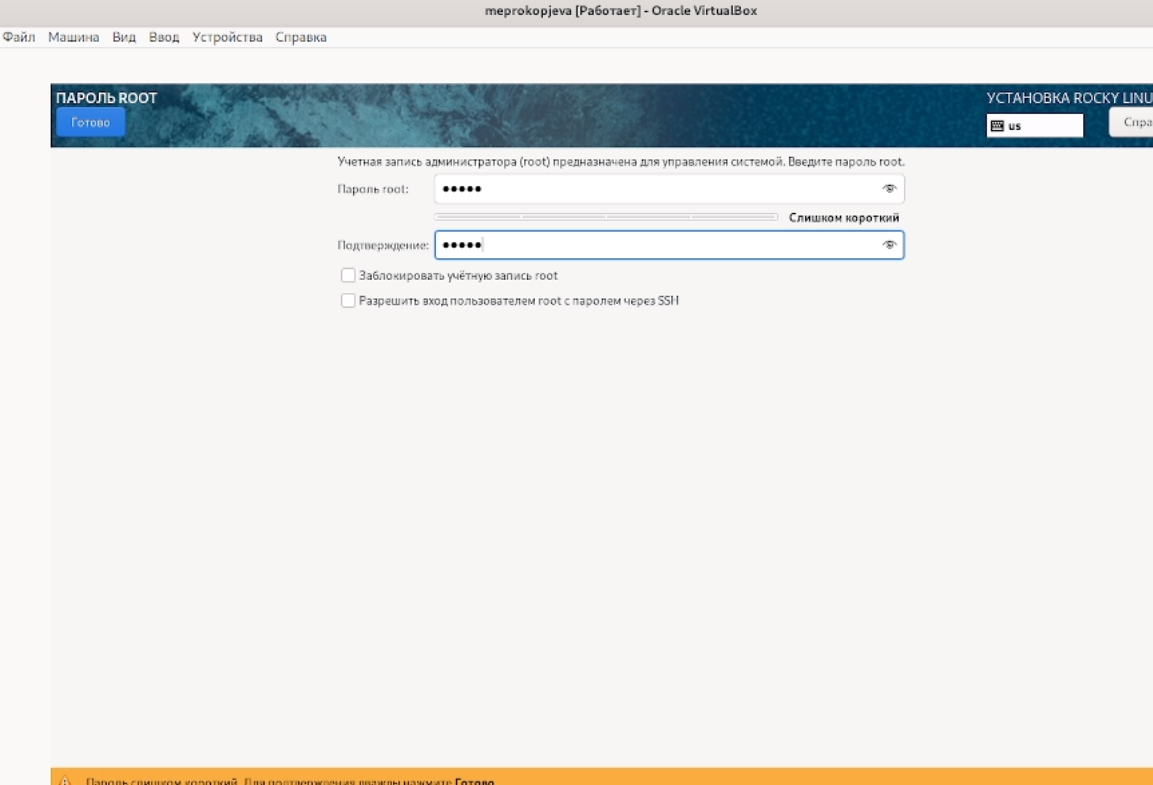 meprokopjeva [Работает] - Oracle VirtualBox
Файл Машина Вид Ввод Устройства Справка
ПАРОЛЬ ROOT
УСТАНОВКА ROCKY LINU
Готово
us
Спра
Учетная запись администратора (root) предназначена для управления системой. Введите пароль root.
Пароль root: •••••
Слишком короткий
Подтверждение: •••••
Заблокировать учётную запись root
Разрешить вход пользователем root с паролем через SSH
Пароль слишком короткий. Для подтверждения дважды нажмите Готово.